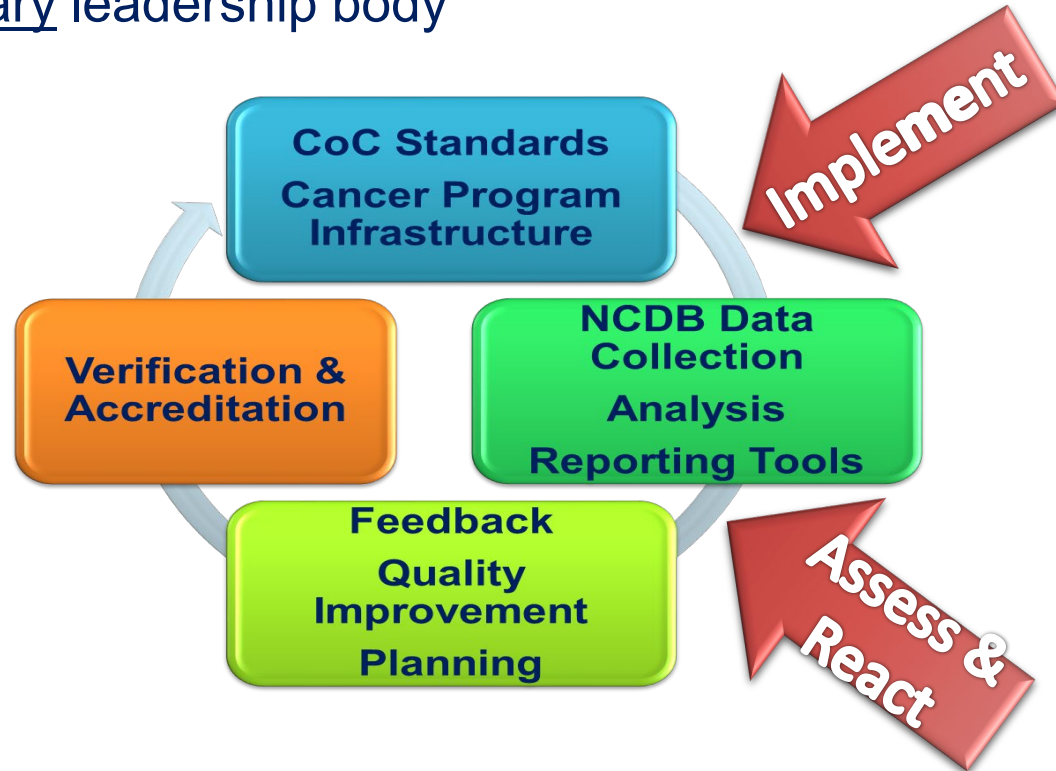 ary leadership body
CoC Standards
Cancer Program
Infrastructure
Implement
NCDB Data
Collection
Analysis
Reporting Tools
Verification &
Accreditation
Feedback
Quality
Improvement
Planning
Assess &
React